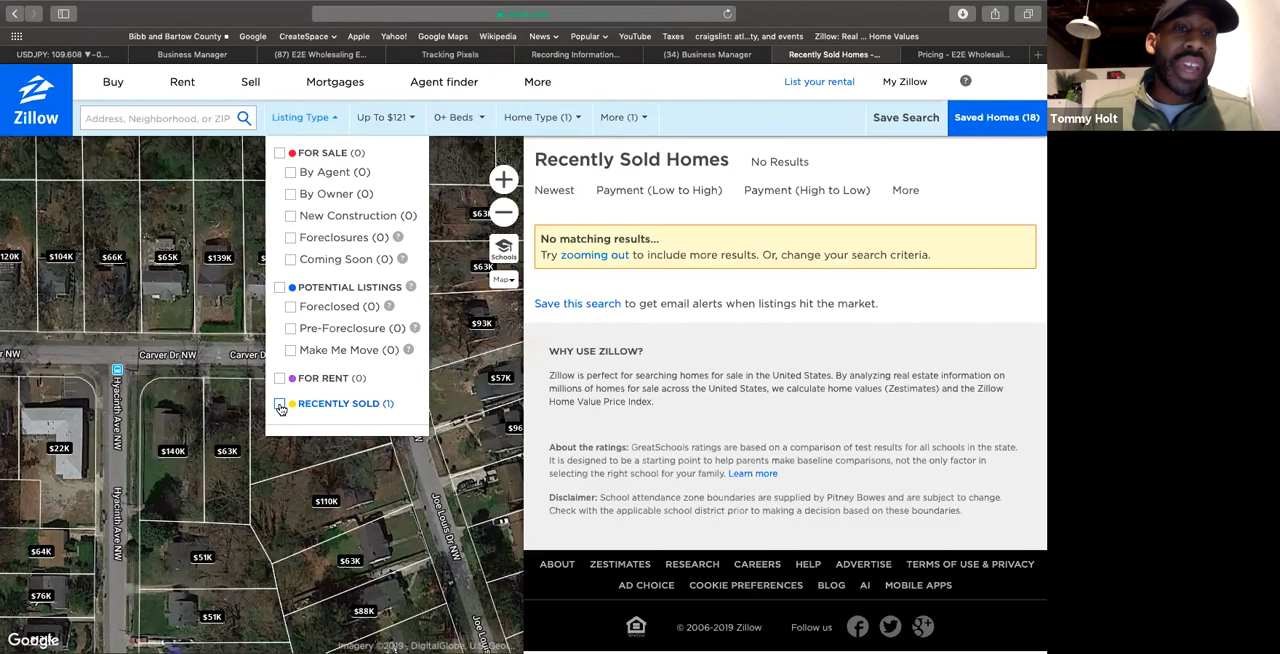 Bibb and Bartow County
Google
CreateSpace
Apple
Yahoo!
Google Maps
Wikipedia
News
Popular
YouTube
Taxes
craigslist: atl...ty, and events
Zillow: Real ... Home Values
USDJPY: 109.608 ▼−0....
Business Manager
(87) E2E Wholesaling E...
Tracking Pixels
Recording Information...
(34) Business Manager
Recently Sold Homes -...
Pricing - E2E Wholesali...
Zillow
Buy
Rent
Sell
Mortgages
Agent finder
More
List your rental
My Zillow
?
Address, Neighborhood, or ZIP
Listing Type
Up To $121
0+ Beds
Home Type (1)
More (1)
Save Search
Saved Homes (18)
Tommy Holt
FOR SALE (0)
By Agent (0)
By Owner (0)
New Construction (0)
Foreclosures (0) ?
Coming Soon (0) ?
POTENTIAL LISTINGS ?
Foreclosed (0) ?
Pre-Foreclosure (0) ?
Make Me Move (0) ?
FOR RENT (0)
RECENTLY SOLD (1)
120K
$104K
$66K
$65K
$139K
$63K
Schools
$63K
Map
$93K
$57K
$96
Carver Dr NW
Carver D
r NW
Hyacinth Ave NW
Hyacinth Ave NW
$22K
$140K
$63K
$110K
Joe Louis Dr NW
$64K
$51K
$63K
$76K
$51K
$88K
Joe Lou
Google
Imagery ©2019 , DigitalGlobe, U.S. Geol...
Recently Sold Homes
No Results
Newest
Payment (Low to High)
Payment (High to Low)
More
No matching results...
Try zooming out to include more results. Or, change your search criteria.
Save this search to get email alerts when listings hit the market.
WHY USE ZILLOW?
Zillow is perfect for searching homes for sale in the United States. By analyzing real estate information on
millions of homes for sale across the United States, we calculate home values (Zestimates) and the Zillow
Home Value Price Index.
About the ratings: GreatSchools ratings are based on a comparison of test results for all schools in the state.
It is designed to be a starting point to help parents make baseline comparisons, not the only factor in
selecting the right school for your family. Learn more
Disclaimer: School attendance zone boundaries are supplied by Pitney Bowes and are subject to change.
Check with the applicable school district prior to making a decision based on these boundaries.
ABOUT
ZESTIMATES
RESEARCH
CAREERS
HELP
ADVERTISE
TERMS OF USE & PRIVACY
AD CHOICE
COOKIE PREFERENCES
BLOG
AI
MOBILE APPS
© 2006-2019 Zillow
Follow us